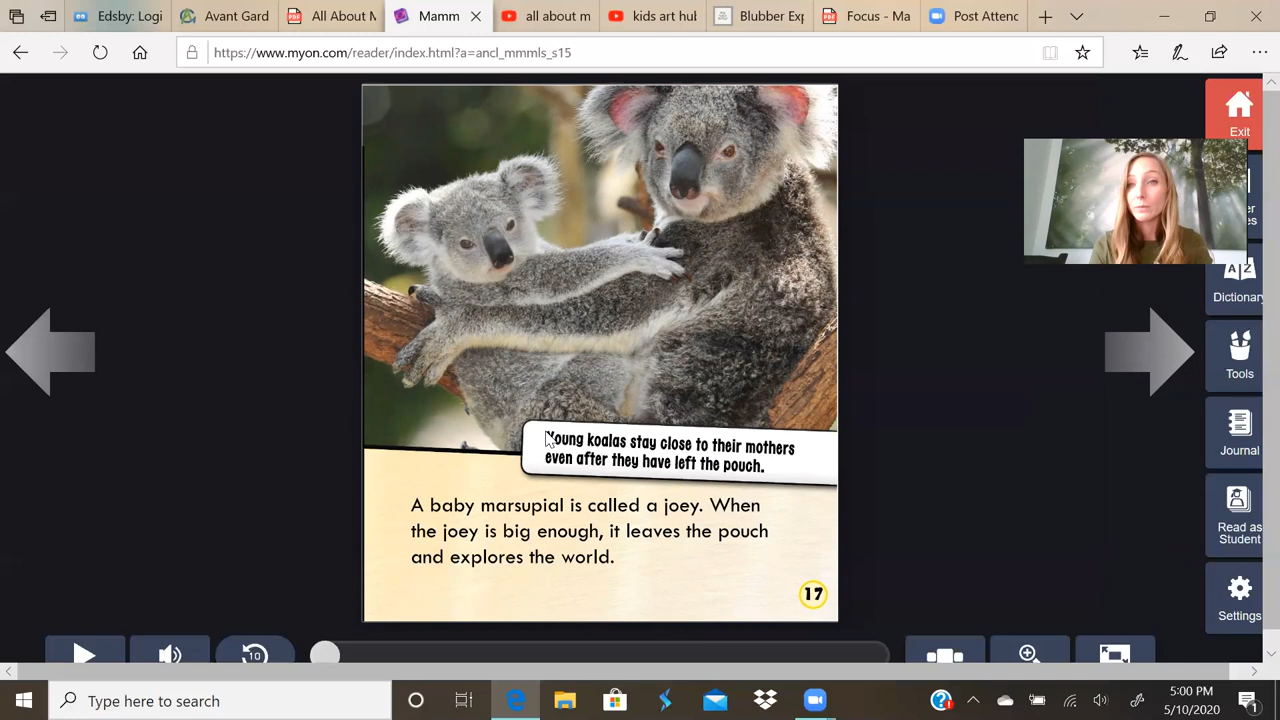 Edsby: Logi
Avant Gard
All About M
Mamm
all about m
kids art hu
Blubber Exp
Focus - Ma
Post Attenc
https://www.myon.com/reader/index.html?a=ancl_mmmls_s15
Exit
Dictionar
Tools
Journal
Read as
Student
Settings
Young koalas stay close to their mothers
even after they have left the pouch.
A baby marsupial is called a joey. When
the joey is big enough, it leaves the pouch
and explores the world.
17
10
Type here to search
5:00 PM
5/10/2020